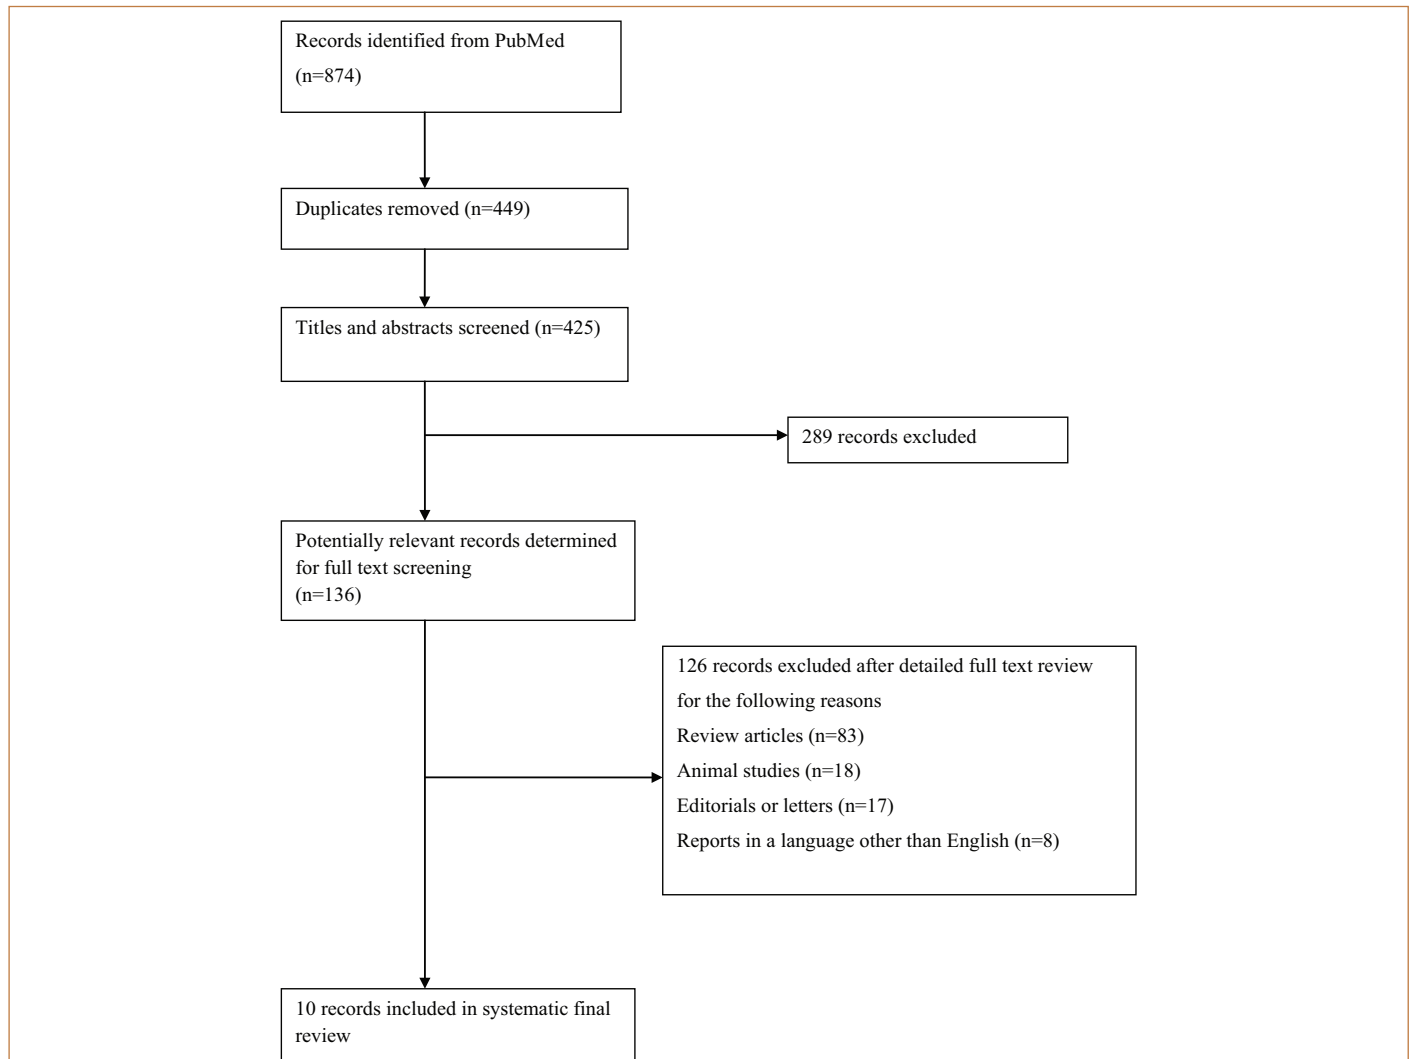 Records identified from PubMed
(n=874)
Duplicates removed (n=449)
Titles and abstracts screened (n=425)
289 records excluded
Potentially relevant records determined
for full text screening
(n=136)
126 records excluded after detailed full text review
for the following reasons
Review articles (n=83)
Animal studies (n=18)
Editorials or letters (n=17)
Reports in a language other than English (n=8)
10 records included in systematic final
review